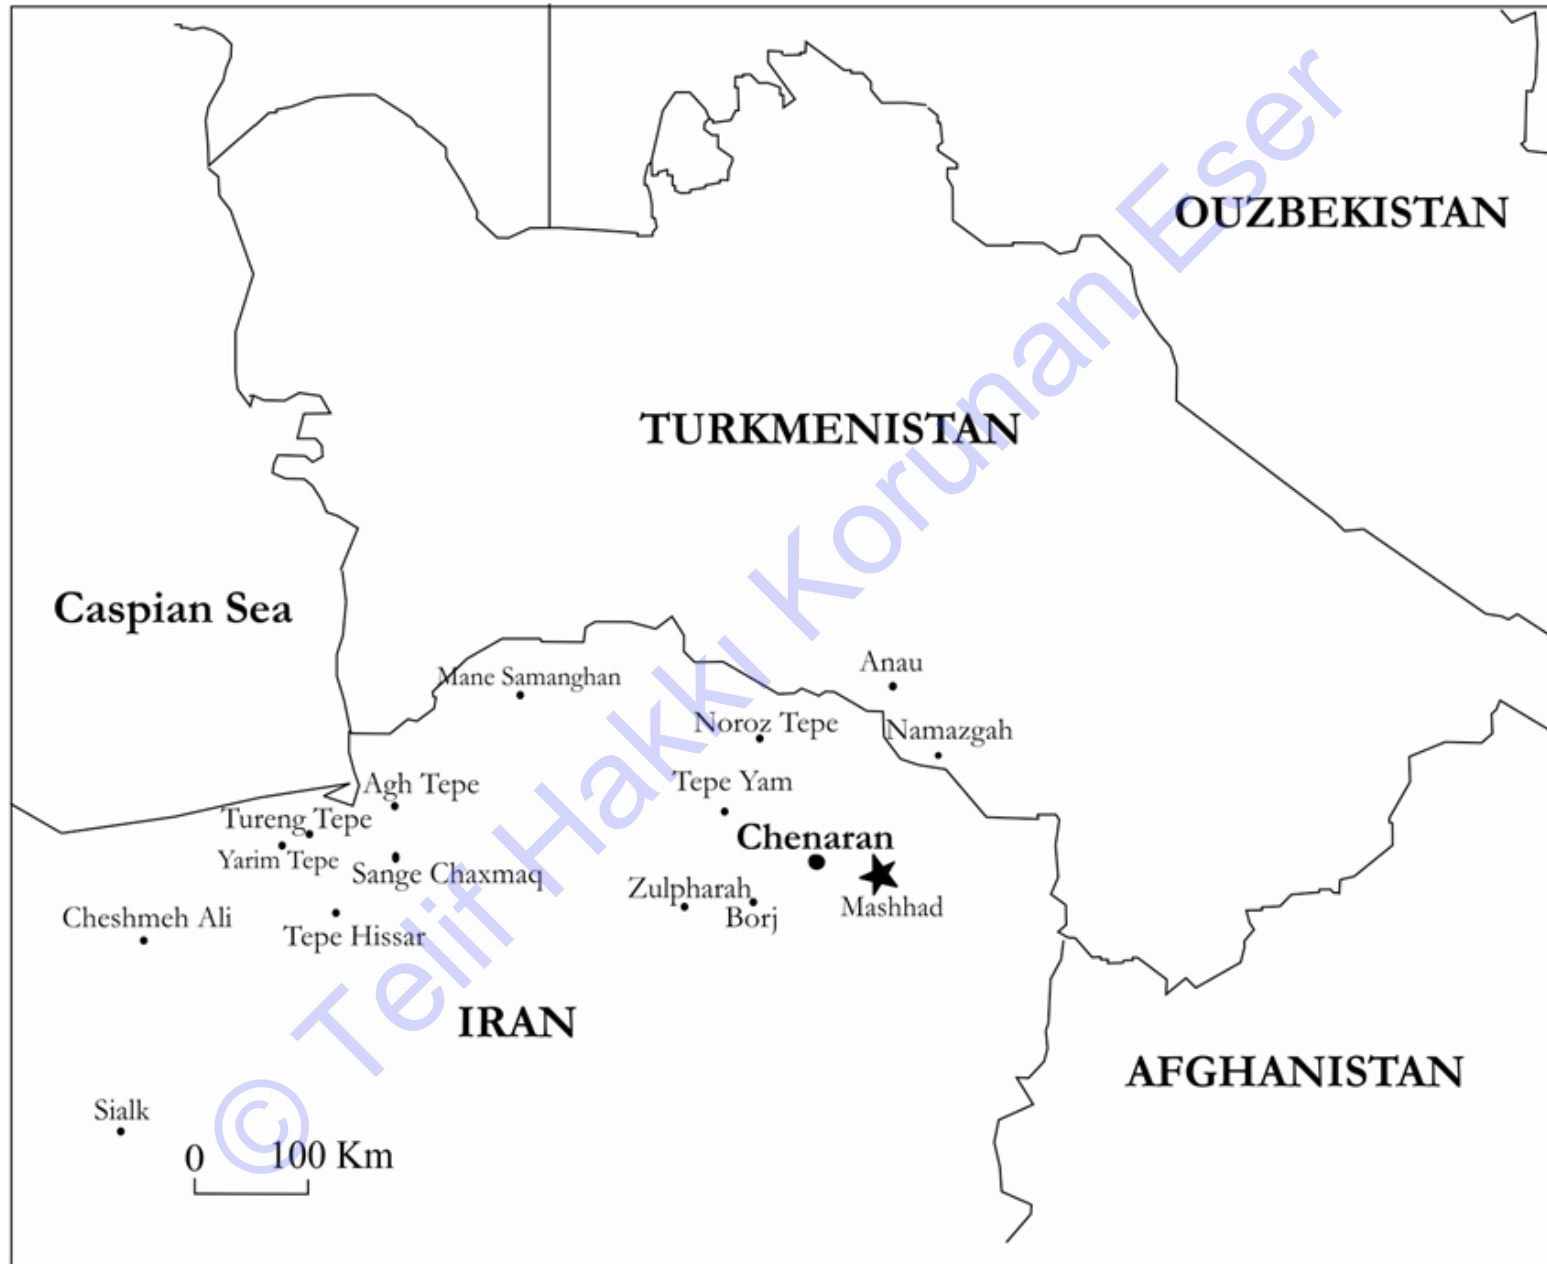 OUZBEKISTAN
TURKMENISTAN
Caspian Sea
Anau
Mane Samanghan
Noroz Tepe
Namazgah
Tepe Yam
Agh Tepe
Tureng Tepe
Chenaran
Yarim Tepe
Sange Chaxmaq
Zulpharah
Mashhad
Borj
Cheshmeh Ali
Tepe Hissar
IRAN
AFGHANISTAN
Sialk
0 100 Km
© Telif Hakkı Korunan Eser